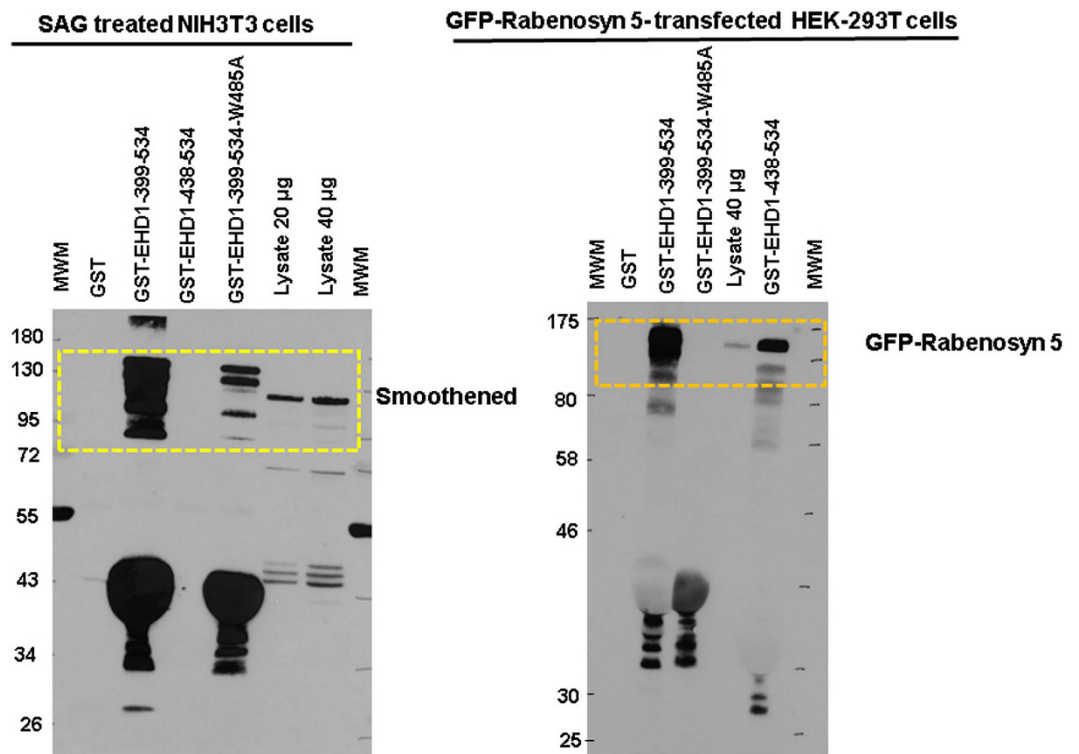 SAG treated NIH3T3 cells
GFP-Rabenosyn 5-transfected HEK-293T cells
MWM
GST
GST-EHD1-399-534
GST-EHD1-438-534
GST-EHD1-399-534-W485A
Lysate 20 µg
Lysate 40 µg
MWM
MWM
GST
GST-EHD1-399-534
GST-EHD1-399-534-W485A
Lysate 40 µg
GST-EHD1-438-534
MWM
180
130
95
72
55
43
34
26
Smoothened
175
80
58
46
30
25
GFP-Rabenosyn 5